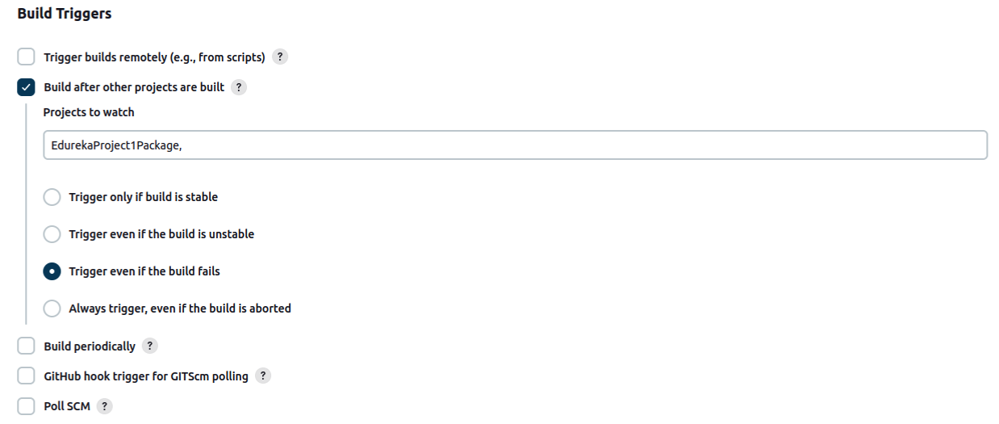 Build Triggers
Trigger builds remotely (e.g., from scripts) ?
Build after other projects are built ?
Projects to watch
EdurekaProject1Package,
Trigger only if build is stable
Trigger even if the build is unstable
Trigger even if the build fails
Always trigger, even if the build is aborted
Build periodically ?
GitHub hook trigger for GITScm polling ?
Poll SCM ?